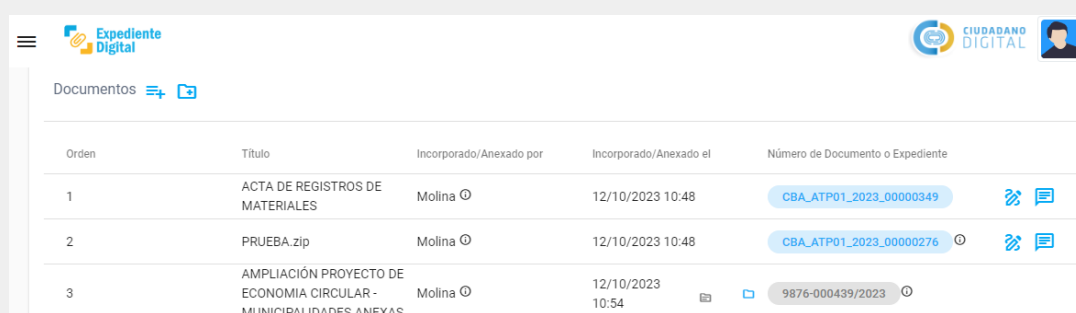 Expediente
Digital
CIUDADANO
DIGITAL
Documentos
Orden Título Incorporado/Anexado por Incorporado/Anexado el Número de Documento o Expediente
1 ACTA DE REGISTROS DE MATERIALES Molina 12/10/2023 10:48 CBA_ATP01_2023_00000349
2 PRUEBA.zip Molina 12/10/2023 10:48 CBA_ATP01_2023_00000276
3 AMPLIACIÓN PROYECTO DE ECONOMIA CIRCULAR - MUNICIPALIDADES ANEXAS Molina 12/10/2023 10:54 9876-000439/2023